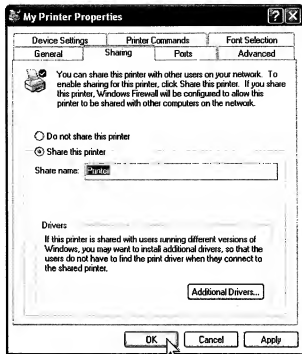 My Printer Properties
Device Settings Printer Commands Font Selection
General Sharing Ports Advanced
You can share this printer with other users on your network. To
enable sharing for this printer, click Share this printer. If you share
this printer, Windows Firewall will be configured to allow this
printer to be shared with other computers on the network.
Do not share this printer
Share this printer
Share name: Printer
Drivers
If this printer is shared with users running different versions of
Windows, you may want to install additional drivers, so that the
users do not have to find the print driver when they connect to
the shared printer.
Additional Drivers...
OK Cancel Apply